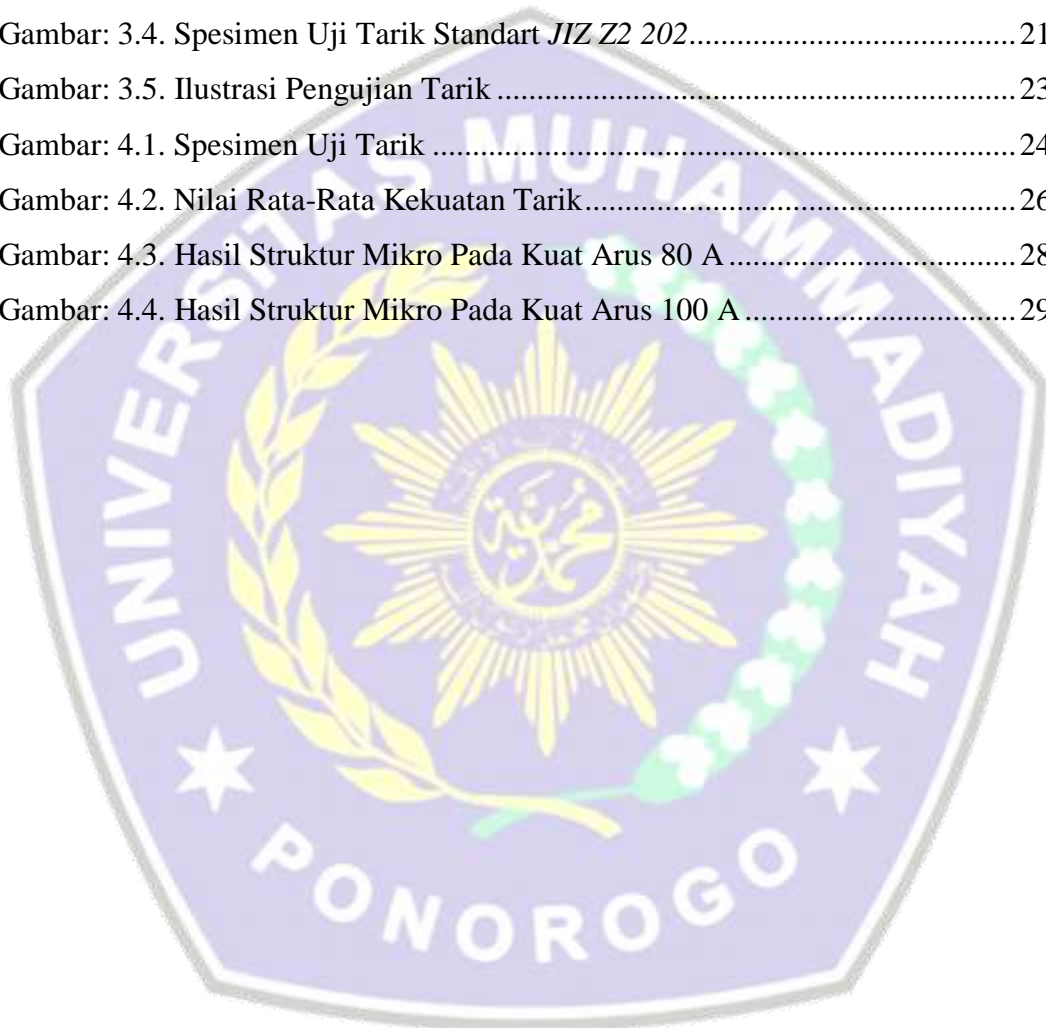 Gambar: 3.4. Spesimen Uji Tarik Standart JIZ Z2 202................................... 21
Gambar: 3.5. Ilustrasi Pengujian Tarik ........................................................ 23
Gambar: 4.1. Spesimen Uji Tarik ............................................................... 24
Gambar: 4.2. Nilai Rata-Rata Kekuatan Tarik............................................... 26
Gambar: 4.3. Hasil Struktur Mikro Pada Kuat Arus 80 A ............................... 28
Gambar: 4.4. Hasil Struktur Mikro Pada Kuat Arus 100 A ............................. 29
UNIVERSITAS MUHAMMADIYAH
PONOROGO
محمدية